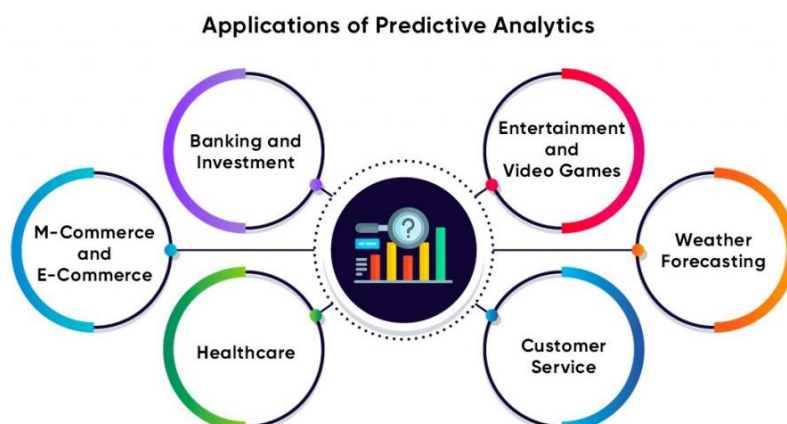 Applications of Predictive Analytics
Banking and
Investment
Entertainment
and
Video Games
M-Commerce
and
E-Commerce
?
Weather
Forecasting
Healthcare
Customer
Service